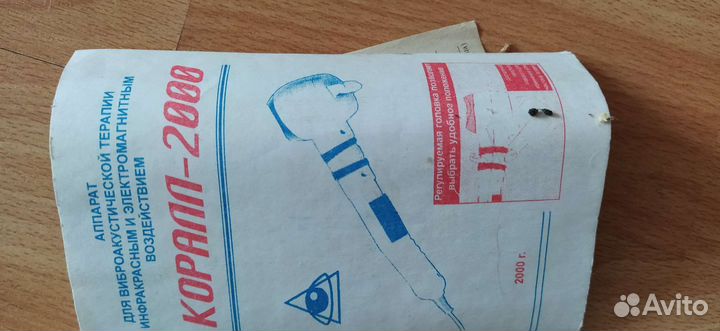 АППАРАТ
ДЛЯ ВИБРОАКУСТИЧЕСКОЙ ТЕРАПИИ
ИНФРАКРАСНЫМ И ЭЛЕКТРОМАГНИТНЫМ
ВОЗДЕЙСТВИЕМ
КОРАЛЛ-2000
Регулируемая головка позволяет
выбрать удобное положение
2000 г.
Avito